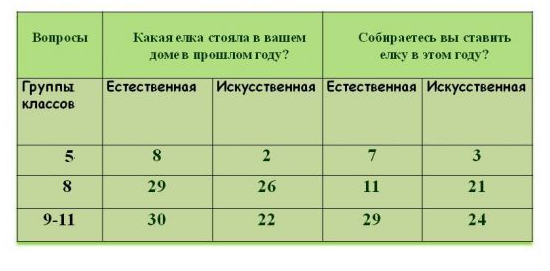 Вопросы Какая елка стояла в вашем Собираетесь вы ставить
доме в прошлом году? елку в этом году?
Группы Естественная Искусственная Естественная Искусственная
классов
5 8 2 7 3
8 29 26 11 21
9-11 30 22 29 24